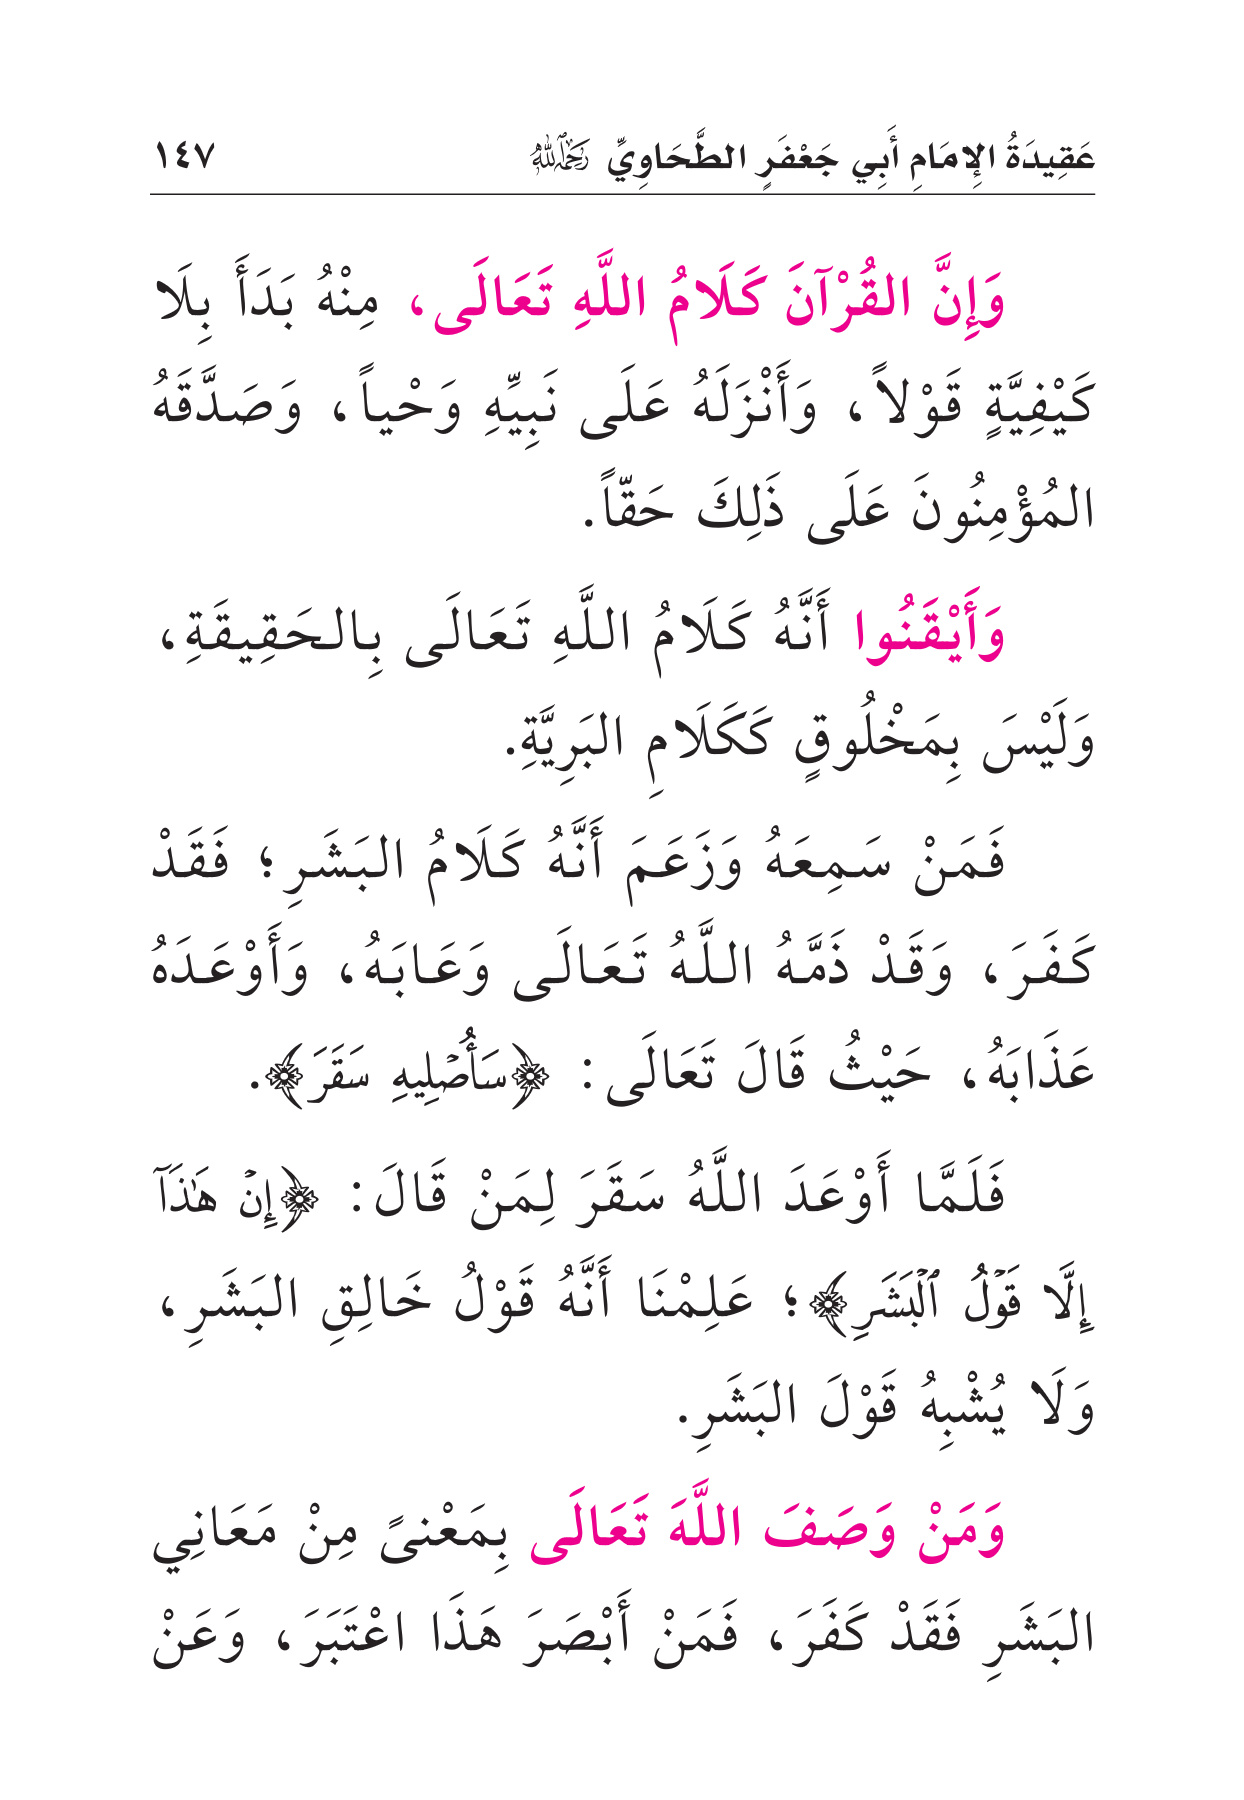 عَقِيدَةُ الإِمَامِ أَبِي جَعْفَرٍ الطَّحَاوِيِّ رَحِمَهُ اللَّهُ ١٤٧
وَإِنَّ القُرْآنَ كَلَامُ اللَّهِ تَعَالَى، مِنْهُ بَدَأَ بِلَا
كَيْفِيَّةٍ قَوْلاً، وَأَنْزَلَهُ عَلَى نَبِيِّهِ وَحْياً، وَصَدَّقَهُ
المُؤْمِنُونَ عَلَى ذَلِكَ حَقّاً.
وَأَيْقَنُوا أَنَّهُ كَلَامُ اللَّهِ تَعَالَى بِالحَقِيقَةِ،
وَلَيْسَ بِمَخْلُوقٍ كَكَلَامِ البَرِيَّةِ.
فَمَنْ سَمِعَهُ وَزَعَمَ أَنَّهُ كَلَامُ البَشَرِ؛ فَقَدْ
كَفَرَ، وَقَدْ ذَمَّهُ اللَّهُ تَعَالَى وَعَابَهُ، وَأَوْعَدَهُ
عَذَابَهُ، حَيْثُ قَالَ تَعَالَى: ﴿سَأُصْلِيهِ سَقَرَ﴾.
فَلَمَّا أَوْعَدَ اللَّهُ سَقَرَ لِمَنْ قَالَ: ﴿إِنْ هَٰذَآ
إِلَّا قَوْلُ ٱلْبَشَرِ﴾؛ عَلِمْنَا أَنَّهُ قَوْلُ خَالِقِ البَشَرِ،
وَلَا يُشْبِهُ قَوْلَ البَشَرِ.
وَمَنْ وَصَفَ اللَّهَ تَعَالَى بِمَعْنىً مِنْ مَعَانِي
البَشَرِ فَقَدْ كَفَرَ، فَمَنْ أَبْصَرَ هَذَا اعْتَبَرَ، وَعَنْ